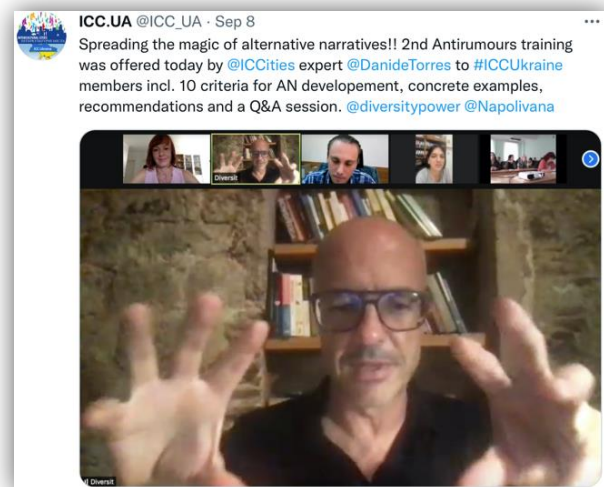 ICC.UA @ICC_UA · Sep 8
Spreading the magic of alternative narratives!! 2nd Antirumours training
was offered today by @ICCities expert @DanideTorres to #ICCUkraine
members incl. 10 criteria for AN developement, concrete examples,
recommendations and a Q&A session. @diversitypower @Napolivana
Diversit
Diversit